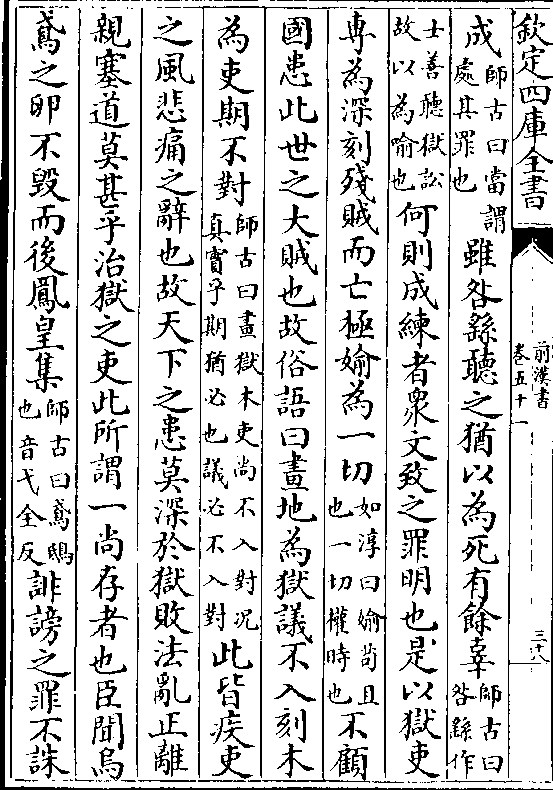 欽定四庫全書
前漢書
卷五十一
三十八
成
師古曰當謂
處其罪也
雖咎繇聽之猶以為死有餘辜
師古曰
咎繇作
士善聽獄訟
故以為喻也
何則成練者衆文致之罪明也是以獄吏
專為深刻殘賊而亡極媮為一切
如淳曰媮苟且
也一切權時也
不顧
國患此世之大賊也故俗語曰畫地為獄議不入刻木
為吏期不對
師古曰畫獄木吏尚不入對况
真實乎期猶必也議必不入對
此皆疾吏
之風悲痛之辭也故天下之患莫深於獄敗法亂正離
親塞道莫甚乎治獄之吏此所謂一尚存者也臣聞烏
鳶之卵不毀而後鳳皇集
師古曰鳶鴟
也音弋全反
誹謗之罪不誅